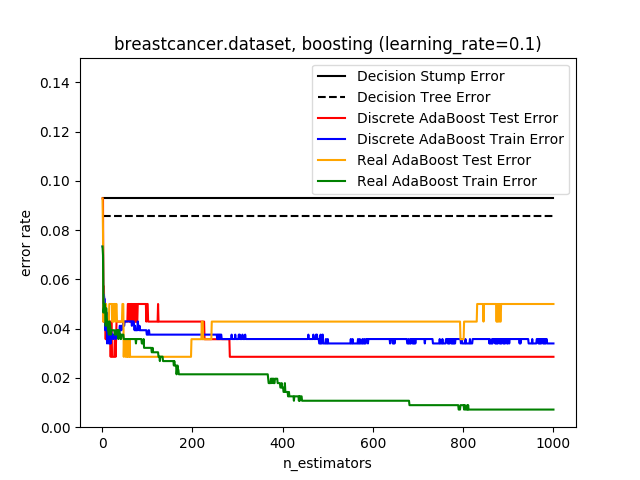 breastcancer.dataset, boosting (learning_rate=0.1)
0.14
0.12
0.10
0.08
0.06
0.04
0.02
0.00
error rate
Decision Stump Error
Decision Tree Error
Discrete AdaBoost Test Error
Discrete AdaBoost Train Error
Real AdaBoost Test Error
Real AdaBoost Train Error
0 200 400 600 800 1000
n_estimators